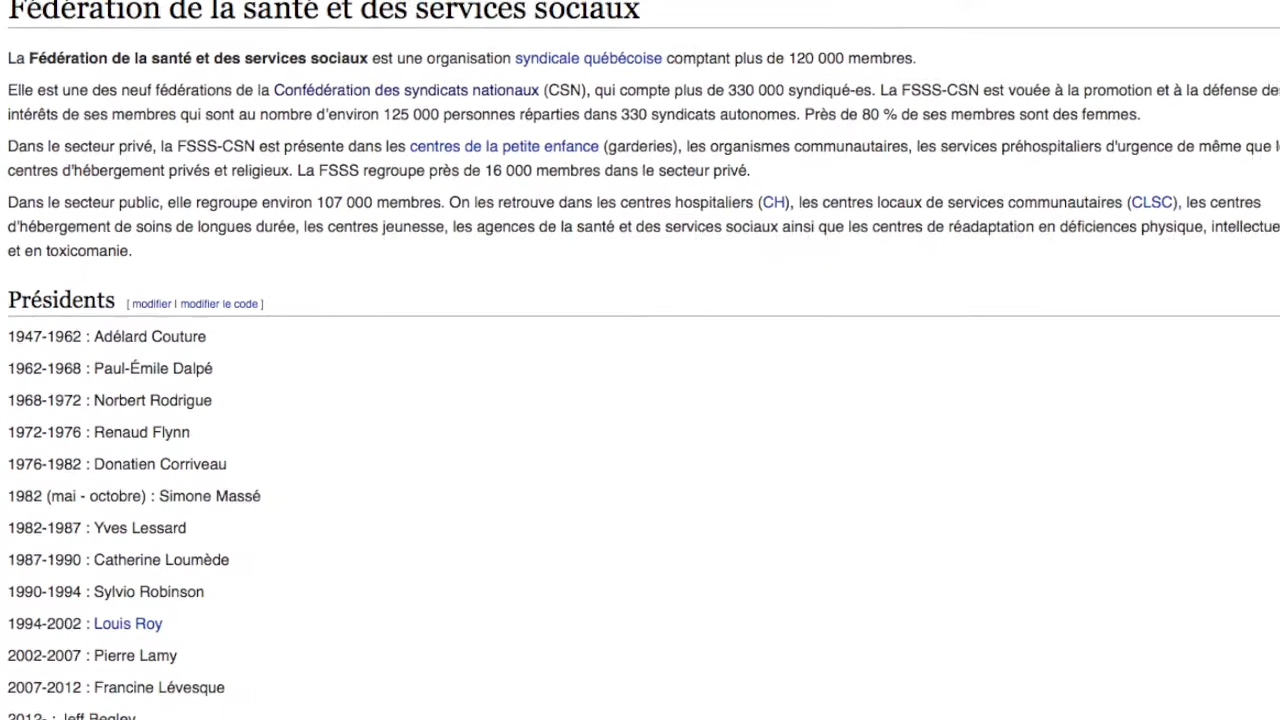 Fédération de la santé et des services sociaux
La Fédération de la santé et des services sociaux est une organisation syndicale québécoise comptant plus de 120 000 membres.
Elle est une des neuf fédérations de la Confédération des syndicats nationaux (CSN), qui compte plus de 330 000 syndiqué-es. La FSSS-CSN est vouée à la promotion et à la défense de
intérêts de ses membres qui sont au nombre d'environ 125 000 personnes réparties dans 330 syndicats autonomes. Près de 80 % de ses membres sont des femmes.
Dans le secteur privé, la FSSS-CSN est présente dans les centres de la petite enfance (garderies), les organismes communautaires, les services préhospitaliers d'urgence de même que
centres d'hébergement privés et religieux. La FSSS regroupe près de 16 000 membres dans le secteur privé.
Dans le secteur public, elle regroupe environ 107 000 membres. On les retrouve dans les centres hospitaliers (CH), les centres locaux de services communautaires (CLSC), les centres
d'hébergement de soins de longues durée, les centres jeunesse, les agences de la santé et des services sociaux ainsi que les centres de réadaptation en déficiences physique, intellectue
et en toxicomanie.
Présidents [ modifier | modifier le code ]
1947-1962 : Adélard Couture
1962-1968 : Paul-Émile Dalpé
1968-1972 : Norbert Rodrigue
1972-1976 : Renaud Flynn
1976-1982 : Donatien Corriveau
1982 (mai - octobre) : Simone Massé
1982-1987 : Yves Lessard
1987-1990 : Catherine Loumède
1990-1994 : Sylvio Robinson
1994-2002 : Louis Roy
2002-2007 : Pierre Lamy
2007-2012 : Francine Lévesque
2012- : Jeff Begley